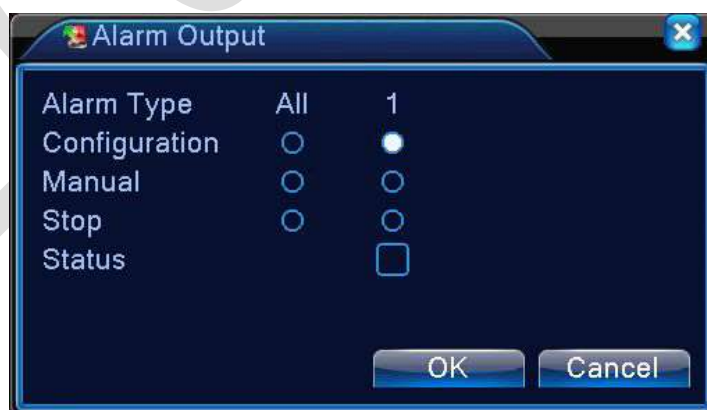 Alarm Output
Alarm Type All 1
Configuration
Manual
Stop
Status
OK Cancel